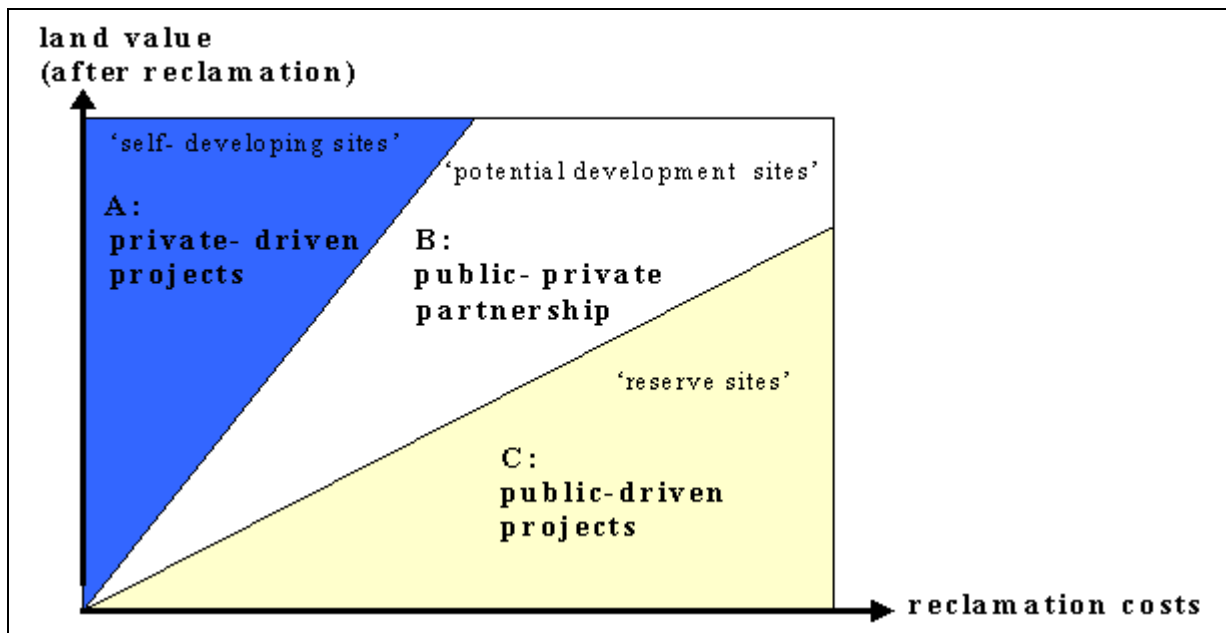 land value
(after reclamation)
‘self- developing sites’
‘potential development sites’
A:
private- driven
projects
B:
public- private
partnership
‘reserve sites’
C:
public-driven
projects
reclamation costs